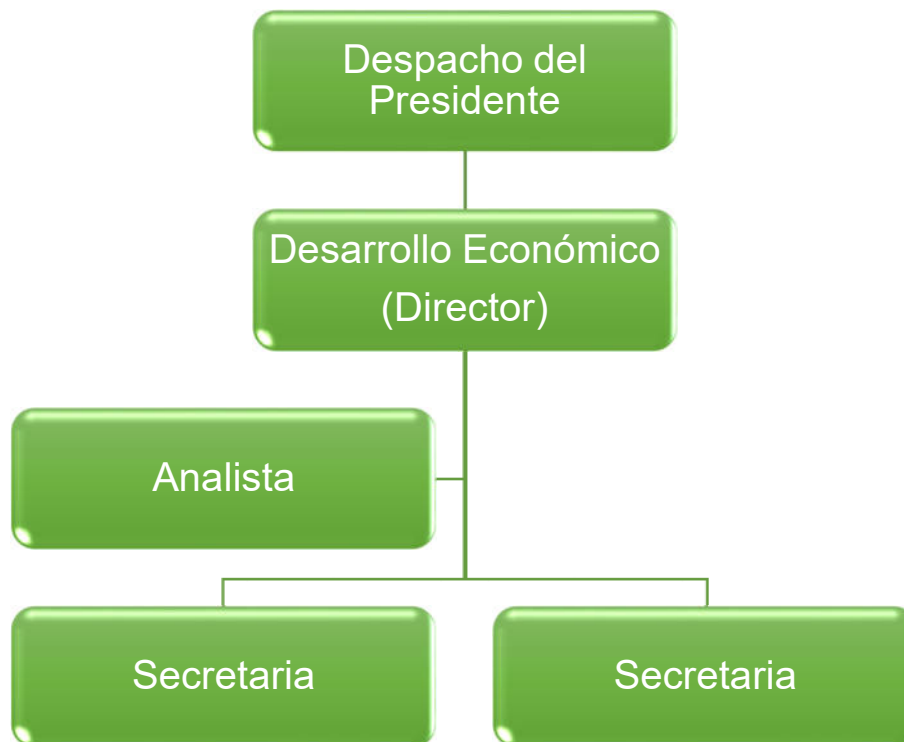 Despacho del
Presidente
Desarrollo Económico
(Director)
Analista
Secretaria
Secretaria